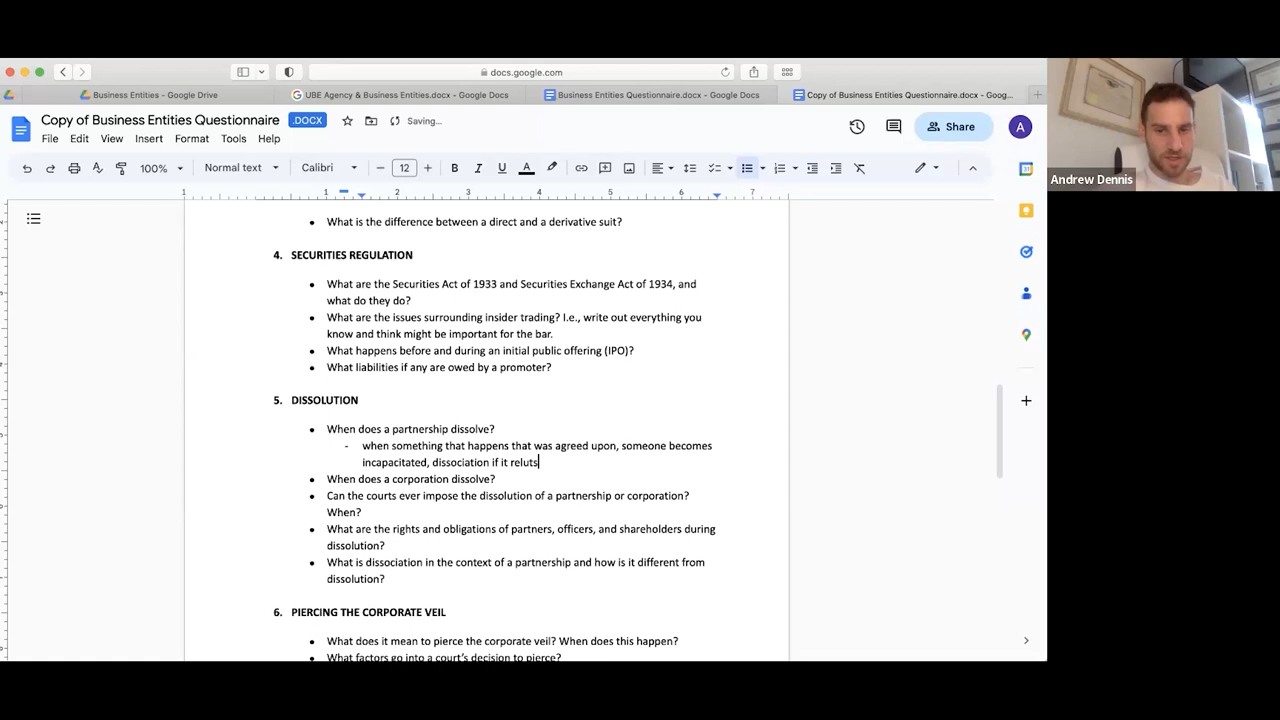 docs.google.com
Business Entities - Google Drive
UBE Agency & Business Entities.docx - Google Docs
Business Entities Questionnaire.docx - Google Docs
Copy of Business Entities Questionnaire.docx - Goog...
Copy of Business Entities Questionnaire
.DOCX
Saving...
File Edit View Insert Format Tools Help
Share
A
100%
Normal text
Calibri
12
B I U A
1 1 2 3 4 5 6 7
Andrew Dennis
• What is the difference between a direct and a derivative suit?
4. SECURITIES REGULATION
• What are the Securities Act of 1933 and Securities Exchange Act of 1934, and
what do they do?
• What are the issues surrounding insider trading? I.e., write out everything you
know and think might be important for the bar.
• What happens before and during an initial public offering (IPO)?
• What liabilities if any are owed by a promoter?
5. DISSOLUTION
• When does a partnership dissolve?
- when something that happens that was agreed upon, someone becomes
incapacitated, dissociation if it reluts
• When does a corporation dissolve?
• Can the courts ever impose the dissolution of a partnership or corporation?
When?
• What are the rights and obligations of partners, officers, and shareholders during
dissolution?
• What is dissociation in the context of a partnership and how is it different from
dissolution?
6. PIERCING THE CORPORATE VEIL
• What does it mean to pierce the corporate veil? When does this happen?
• What factors go into a court's decision to pierce?